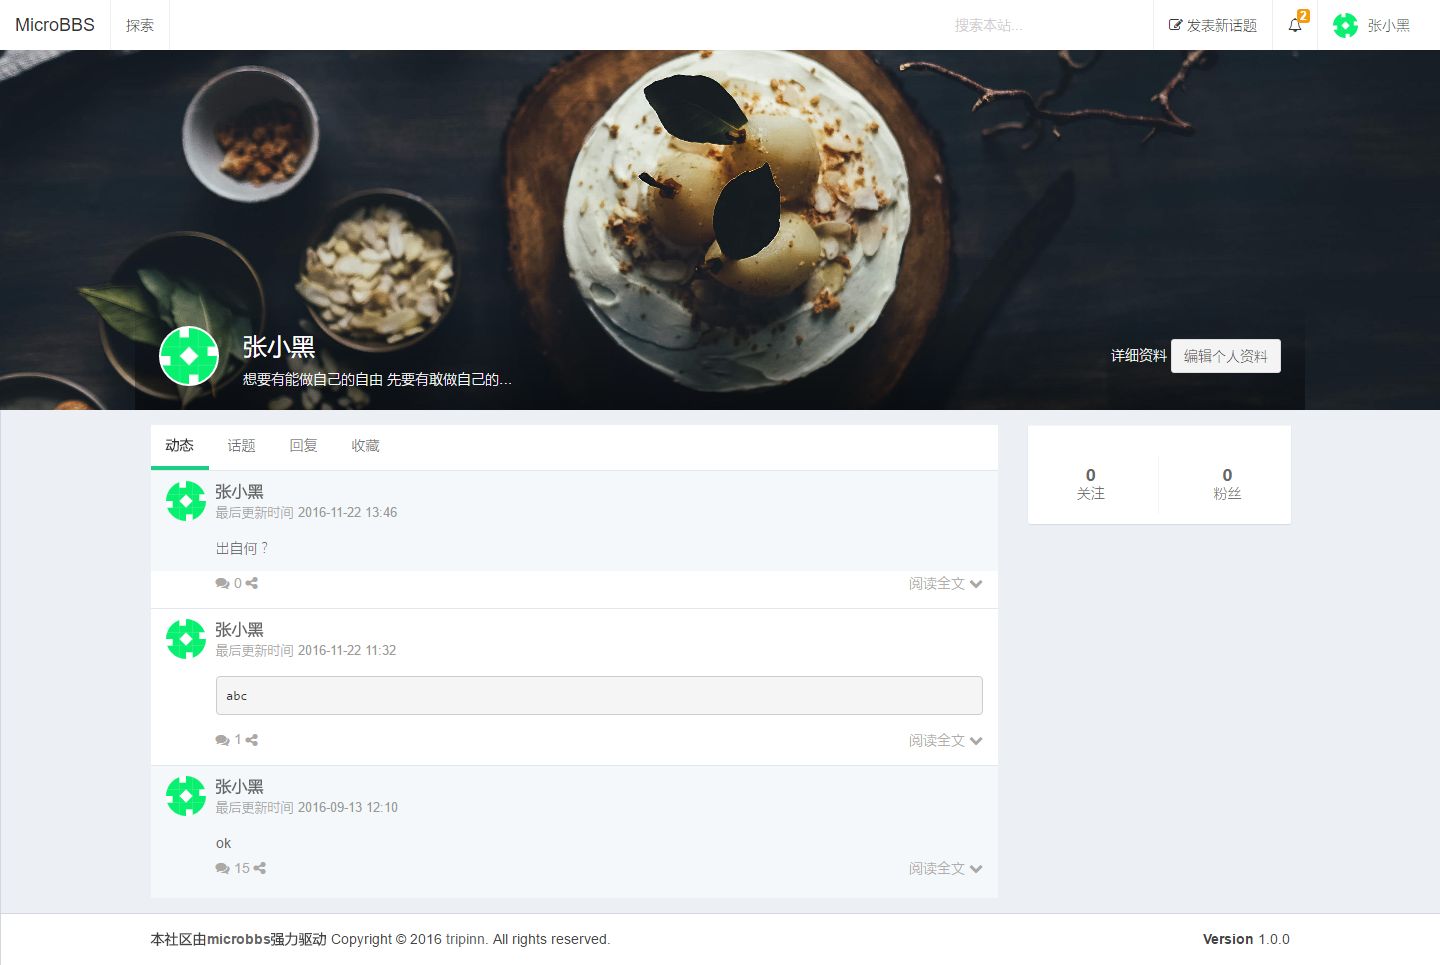 MicroBBS 探索 搜索本站... 发表新话题 2 张小黑
张小黑
想要有能做自己的自由 先要有敢做自己的...
详细资料 编辑个人资料
动态 话题 回复 收藏
张小黑
最后更新时间 2016-11-22 13:46
出自何？
0 阅读全文
张小黑
最后更新时间 2016-11-22 11:32
abc
1 阅读全文
张小黑
最后更新时间 2016-09-13 12:10
ok
15 阅读全文
0 0
关注 粉丝
本社区由microbbs强力驱动 Copyright © 2016 tripinn. All rights reserved. Version 1.0.0